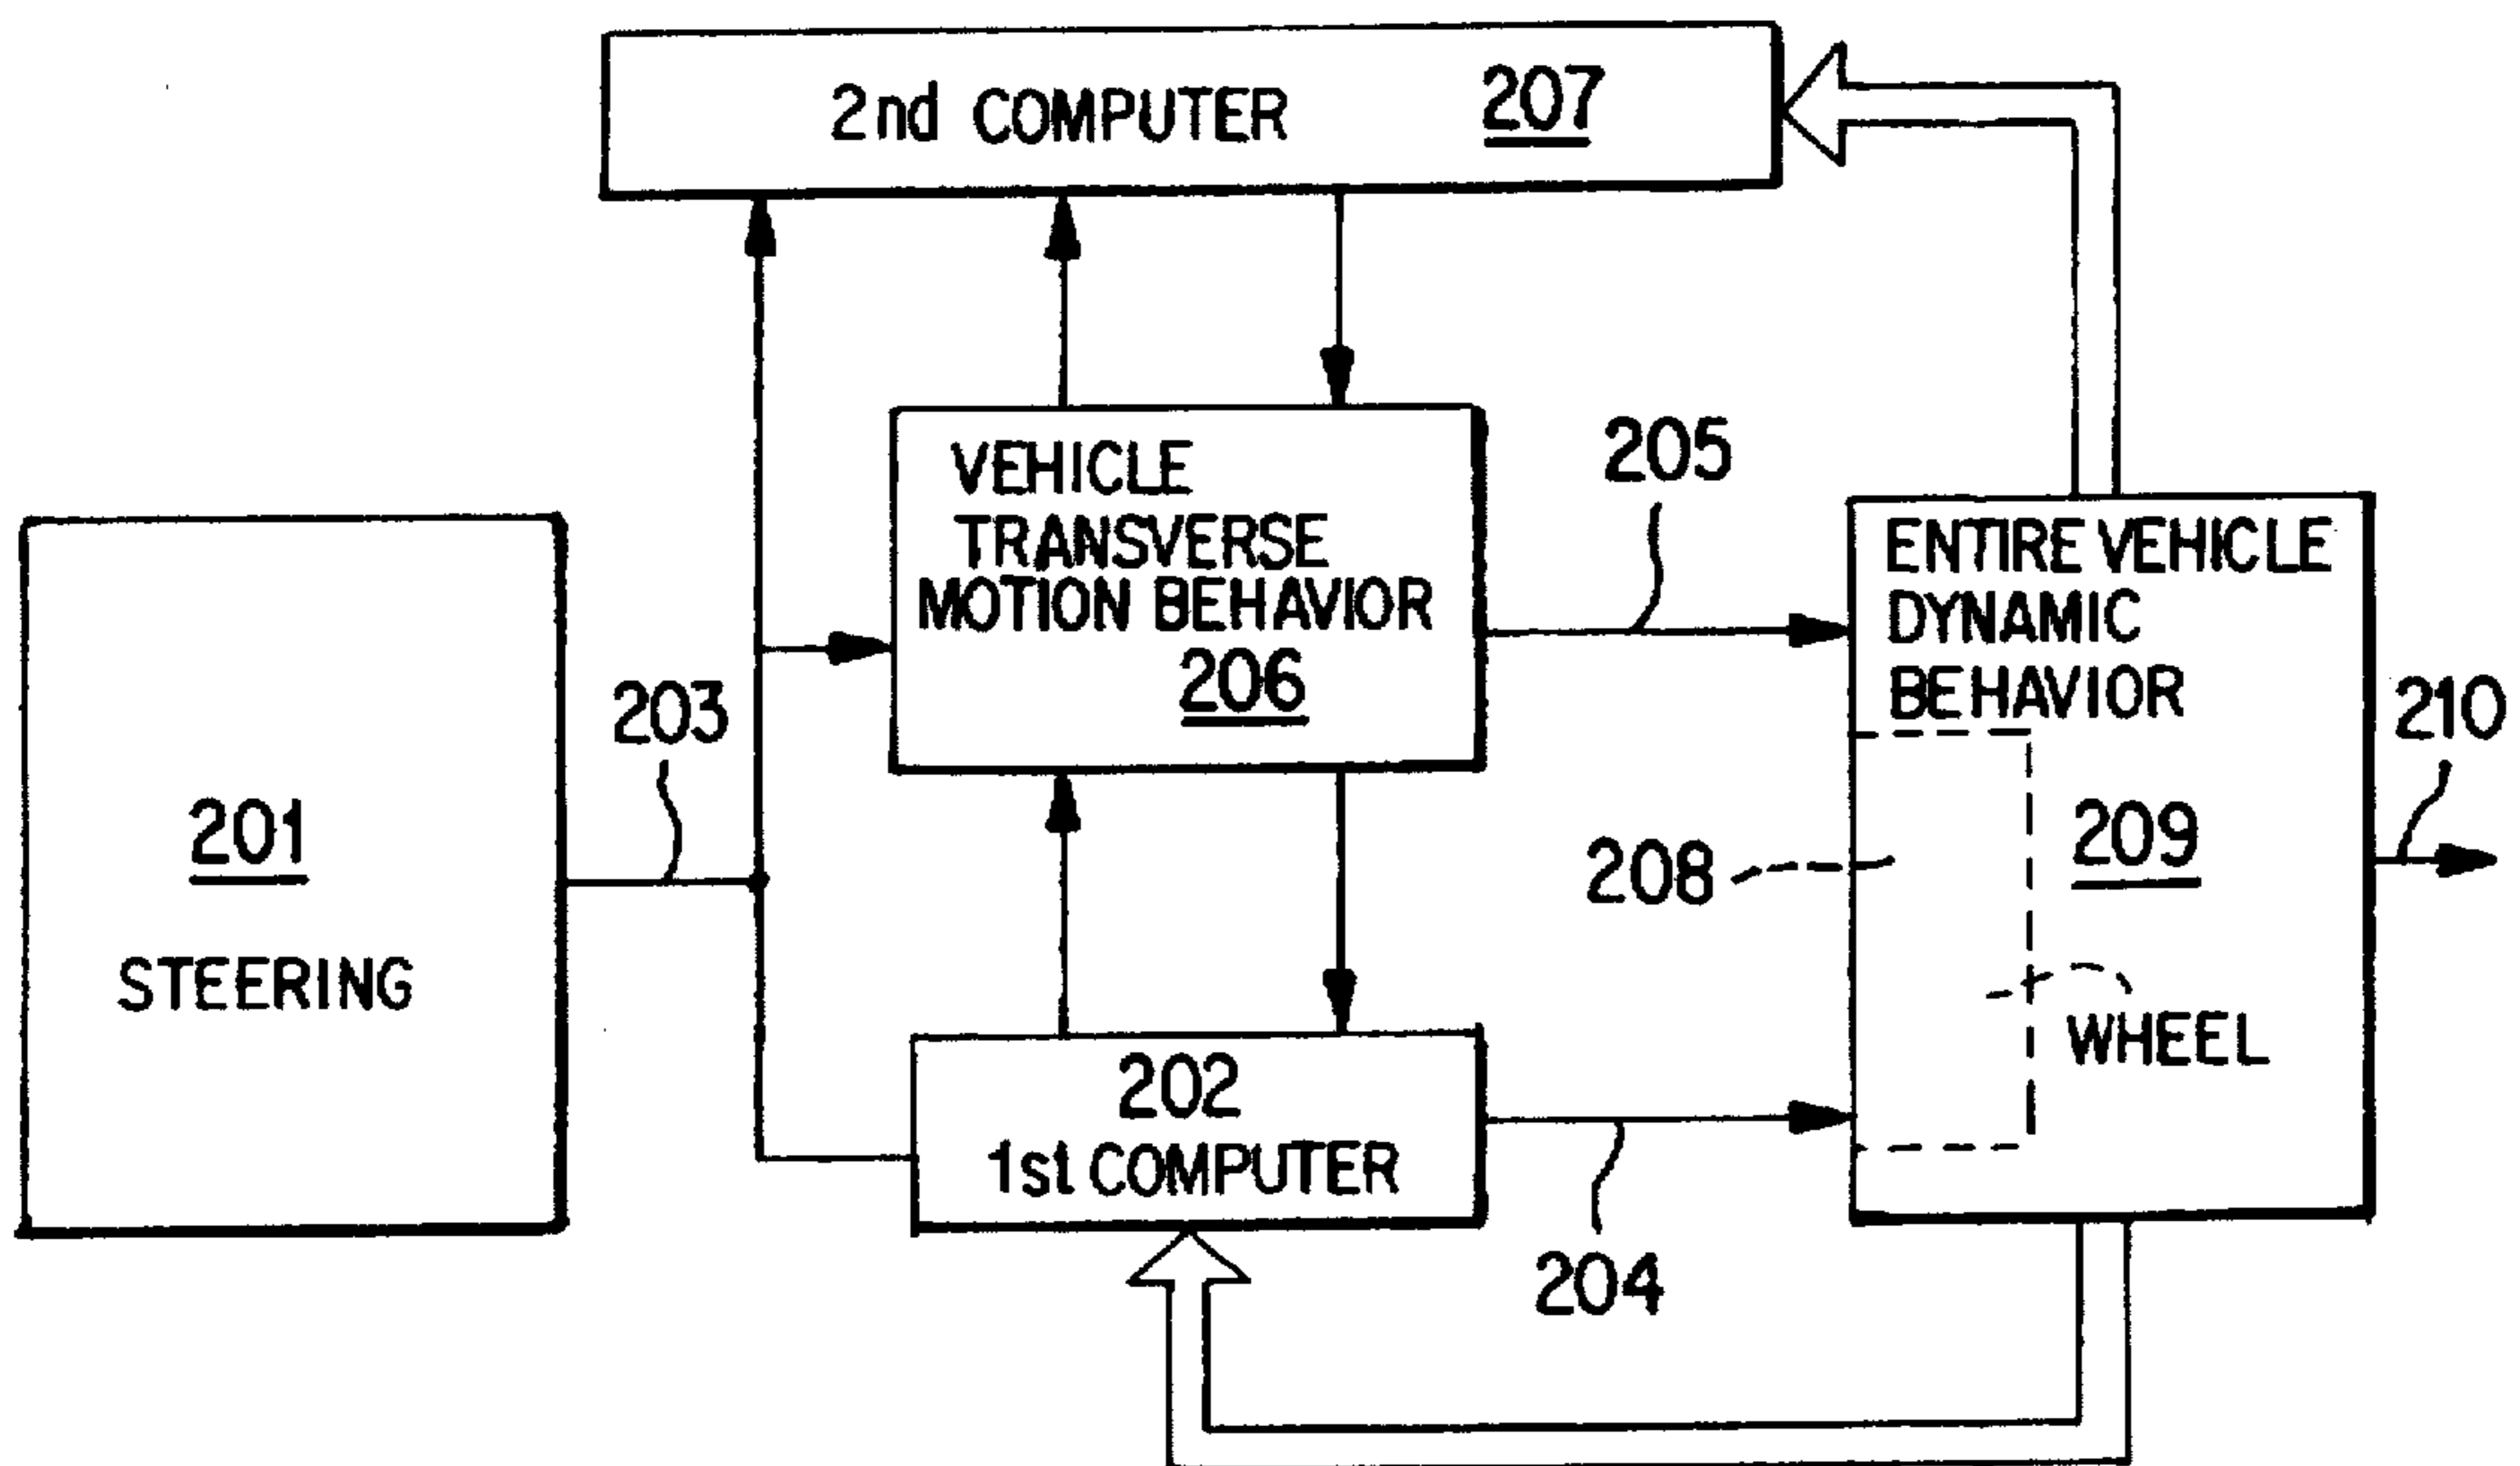 2nd COMPUTER 207
VEHICLE
TRANSVERSE
MOTION BEHAVIOR
206
205
ENTIRE VEHICLE
DYNAMIC
BEHAVIOR
210
203
201
STEERING
208
209
WHEEL
202
1st COMPUTER
204